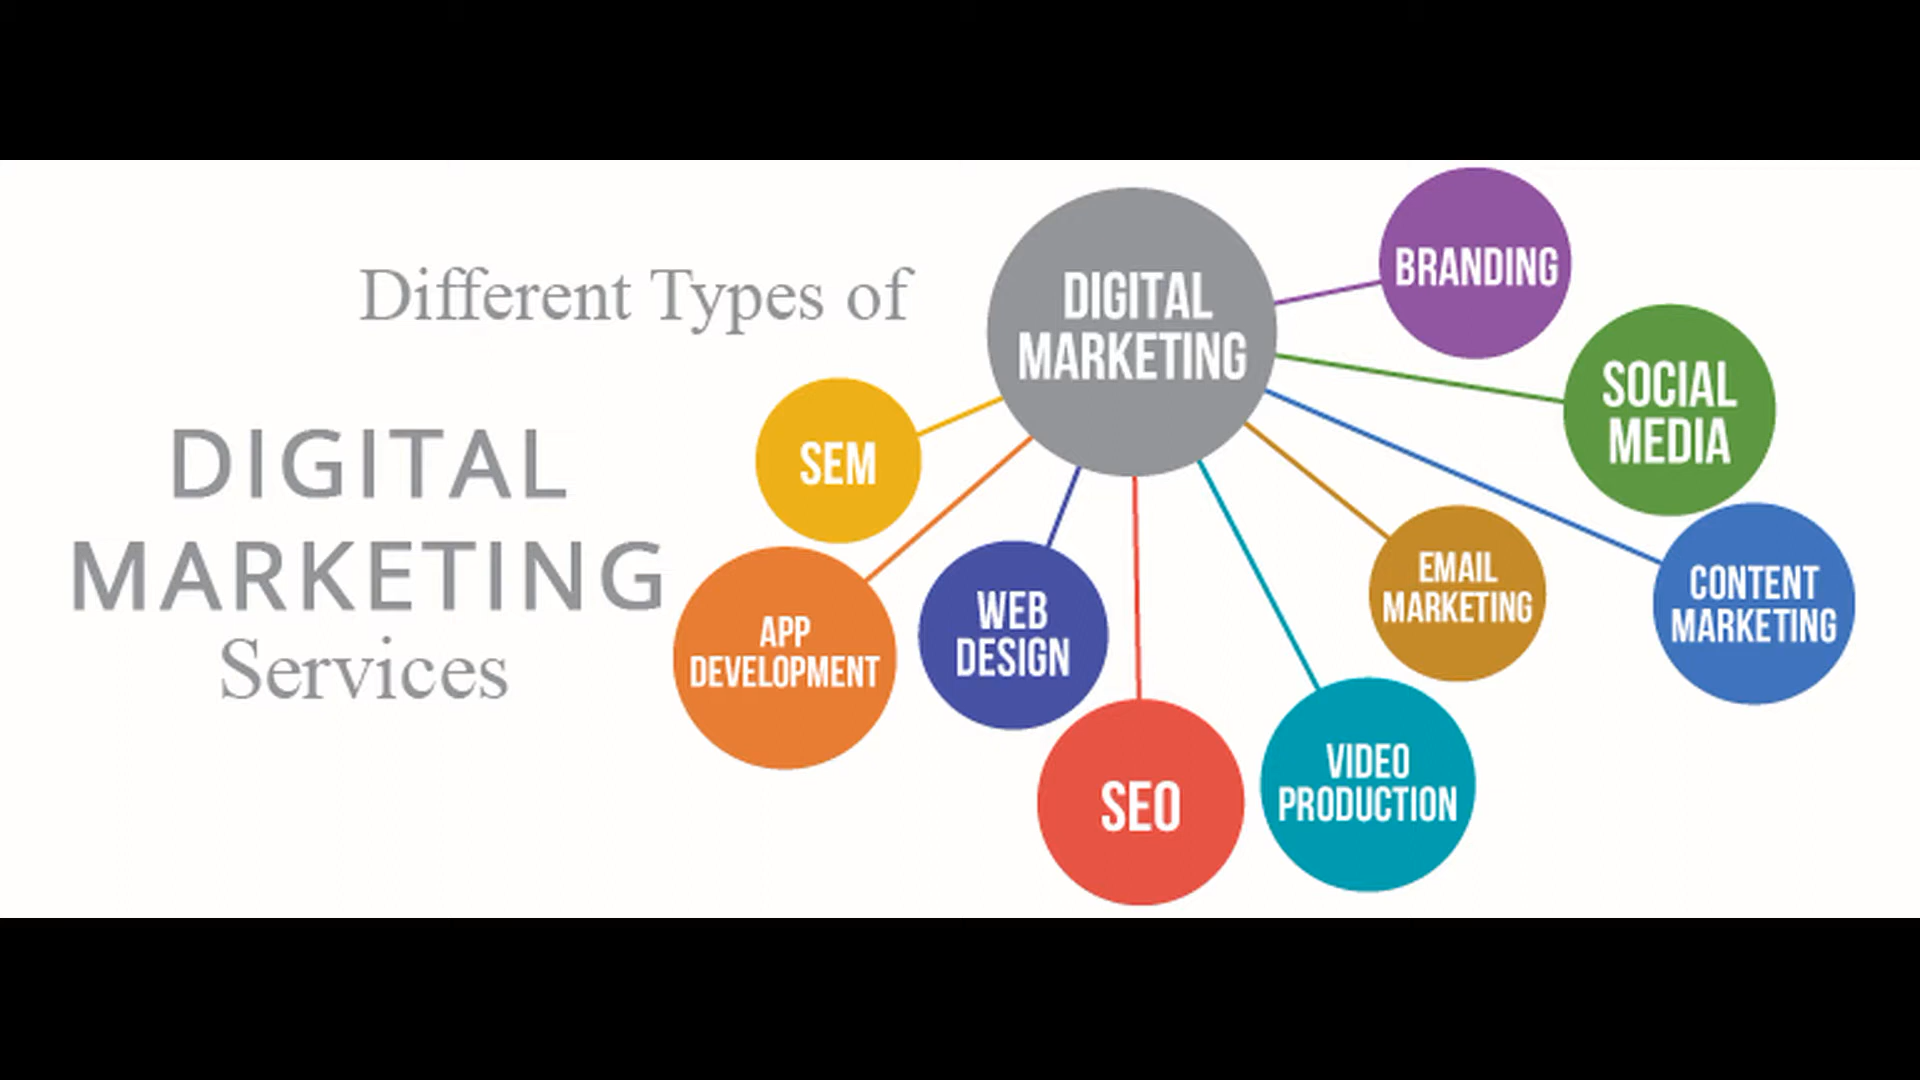 Different Types of
DIGITAL
MARKETING
Services
DIGITAL
MARKETING
BRANDING
SOCIAL
MEDIA
CONTENT
MARKETING
EMAIL
MARKETING
VIDEO
PRODUCTION
SEO
WEB
DESIGN
APP
DEVELOPMENT
SEM